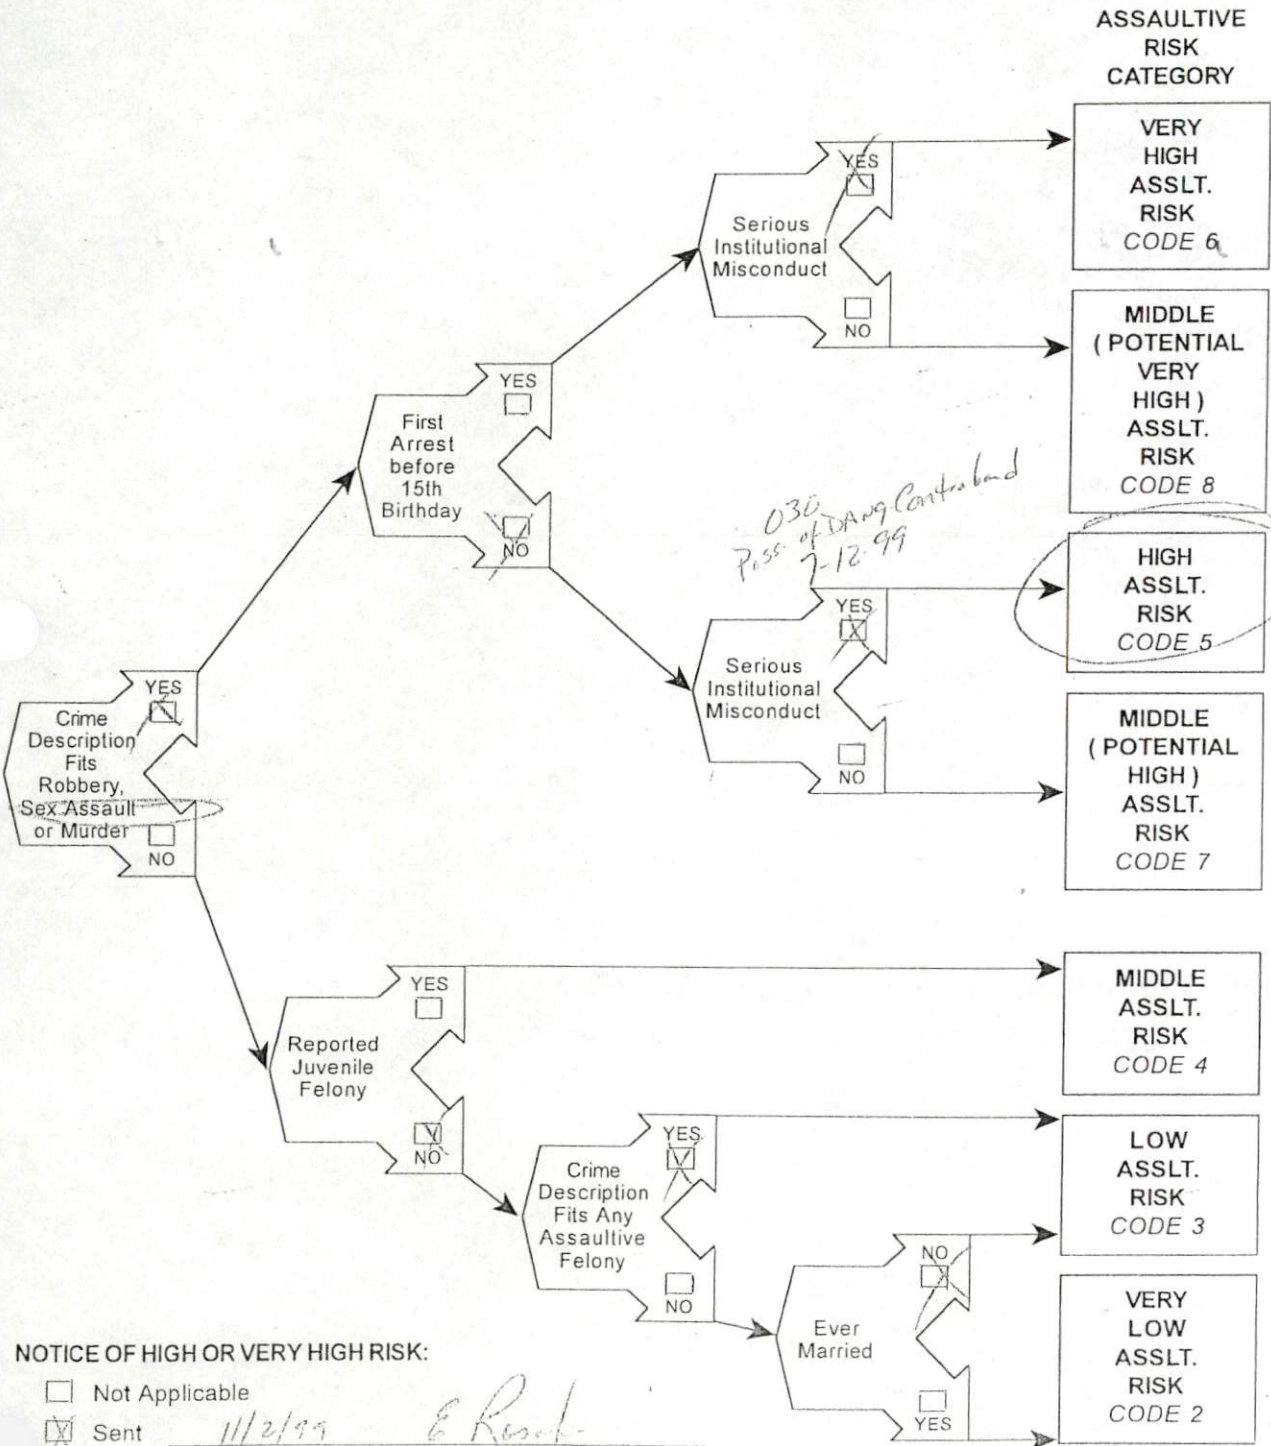 ASSAULTIVE
RISK
CATEGORY
VERY
HIGH
ASSLT.
RISK
CODE 6
YES
Serious
Institutional
Misconduct
NO
MIDDLE
( POTENTIAL
VERY
HIGH )
ASSLT.
RISK
CODE 8
YES
First
Arrest
before
15th
Birthday
NO
030
Poss. of DANG Contraband
7-12-99
HIGH
ASSLT.
RISK
CODE 5
YES
Serious
Institutional
Misconduct
NO
MIDDLE
( POTENTIAL
HIGH )
ASSLT.
RISK
CODE 7
YES
Crime
Description
Fits
Robbery,
Sex Assault
or Murder
NO
YES
Reported
Juvenile
Felony
NO
MIDDLE
ASSLT.
RISK
CODE 4
YES
Crime
Description
Fits Any
Assaultive
Felony
NO
LOW
ASSLT.
RISK
CODE 3
NO
Ever
Married
YES
VERY
LOW
ASSLT.
RISK
CODE 2
NOTICE OF HIGH OR VERY HIGH RISK:
Not Applicable
Sent 11/2/99 E